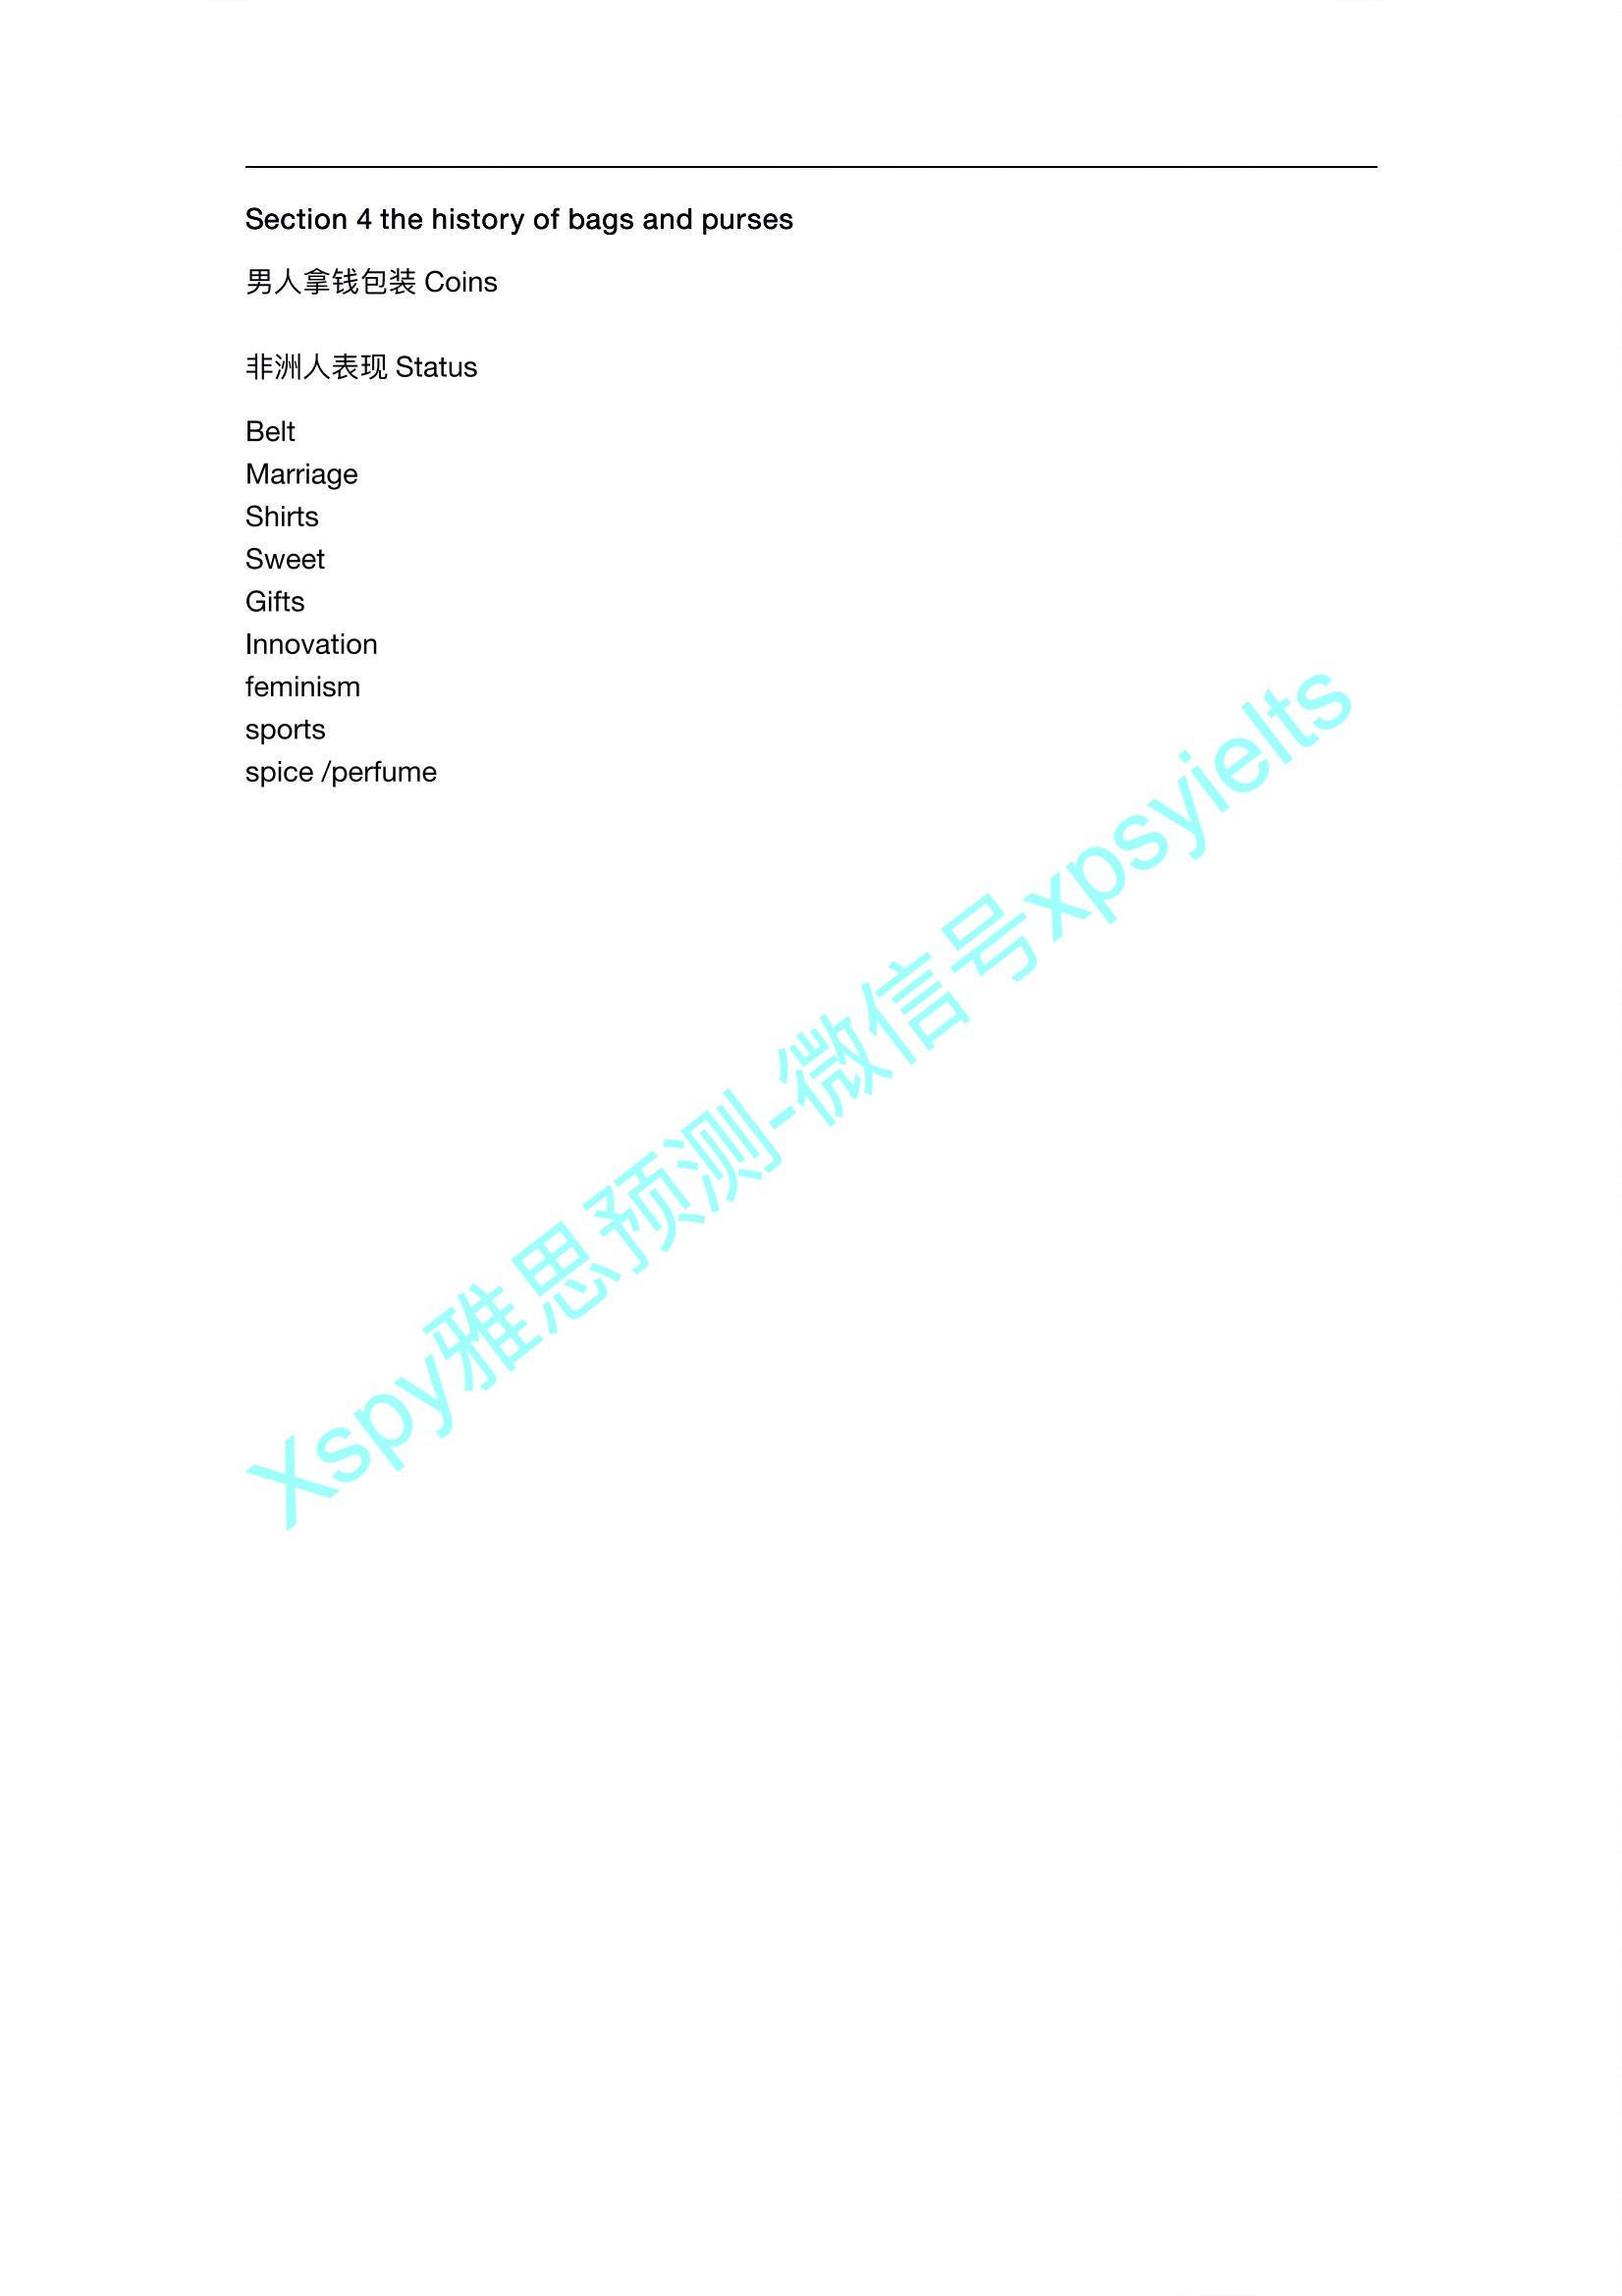 Section 4 the history of bags and purses
男人拿钱包装 Coins
非洲人表现 Status
Belt
Marriage
Shirts
Sweet
Gifts
Innovation
feminism
sports
spice /perfume
Xspy雅思预测-微信号xpsyielts